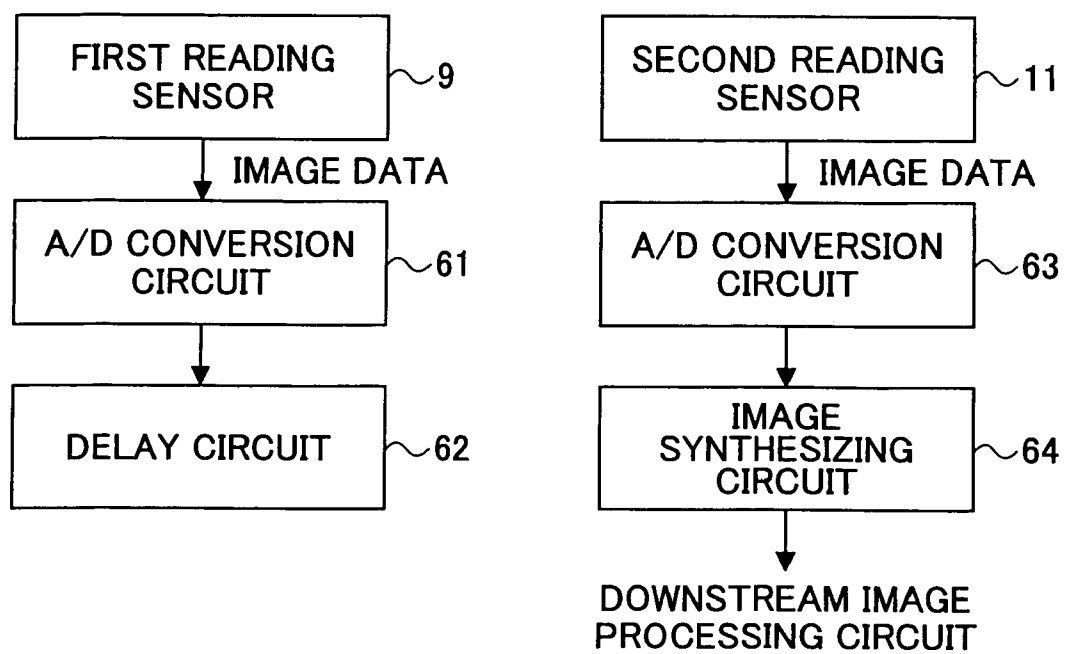 FIRST READING
SENSOR
9
IMAGE DATA
A/D CONVERSION
CIRCUIT
61
DELAY CIRCUIT
62
SECOND READING
SENSOR
11
IMAGE DATA
A/D CONVERSION
CIRCUIT
63
IMAGE
SYNTHESIZING
CIRCUIT
64
DOWNSTREAM IMAGE
PROCESSING CIRCUIT